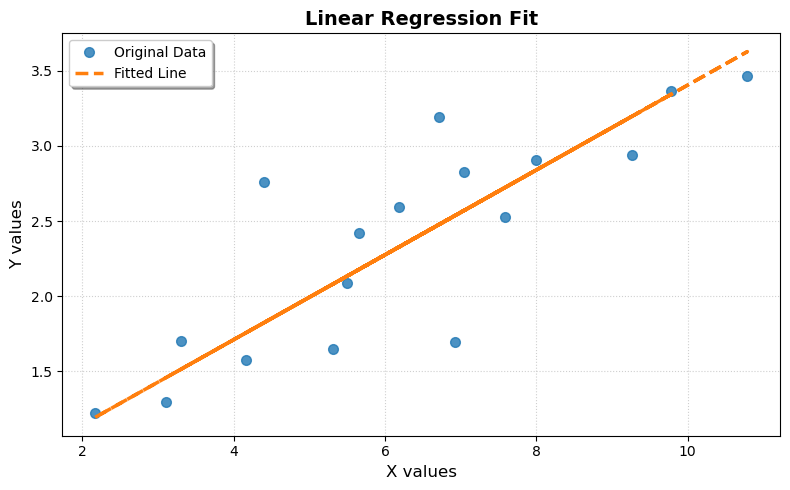 Linear Regression Fit
Original Data
Fitted Line
Y values
3.5
3.0
2.5
2.0
1.5
2 4 6 8 10
X values